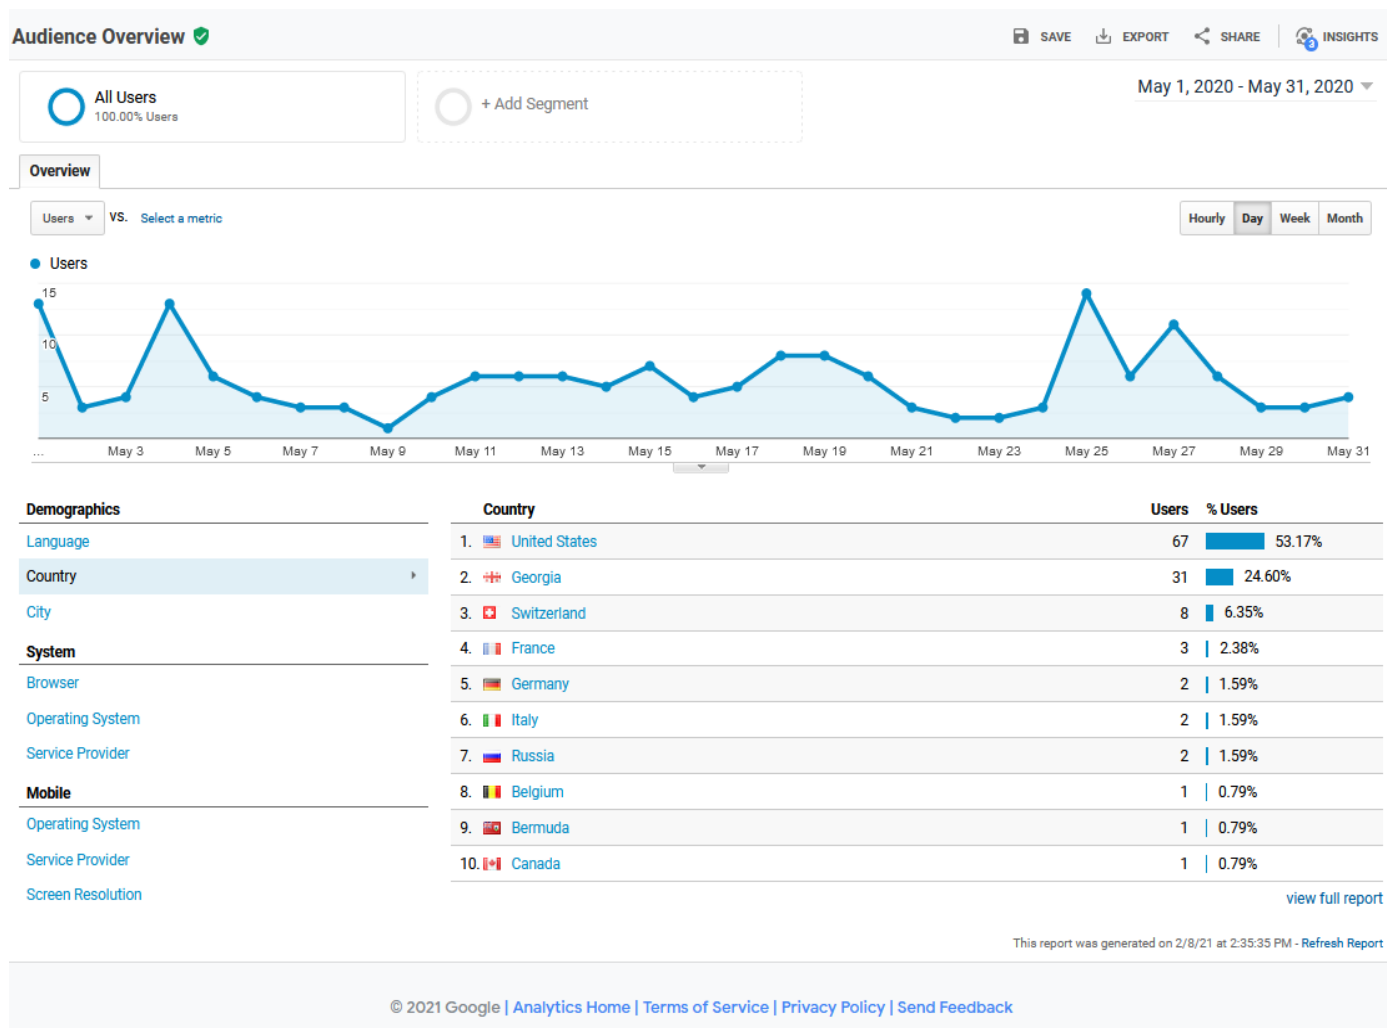 Audience Overview
SAVE EXPORT SHARE 3 INSIGHTS
All Users
100.00% Users
+ Add Segment
May 1, 2020 - May 31, 2020
Overview
Users VS. Select a metric
Hourly Day Week Month
Users
15
10
5
... May 3 May 5 May 7 May 9 May 11 May 13 May 15 May 17 May 19 May 21 May 23 May 25 May 27 May 29 May 31
Demographics
Language
Country
City
System
Browser
Operating System
Service Provider
Mobile
Operating System
Service Provider
Screen Resolution
Country Users % Users
1. United States 67 53.17%
2. Georgia 31 24.60%
3. Switzerland 8 6.35%
4. France 3 2.38%
5. Germany 2 1.59%
6. Italy 2 1.59%
7. Russia 2 1.59%
8. Belgium 1 0.79%
9. Bermuda 1 0.79%
10. Canada 1 0.79%
view full report
This report was generated on 2/8/21 at 2:35:35 PM - Refresh Report
© 2021 Google | Analytics Home | Terms of Service | Privacy Policy | Send Feedback